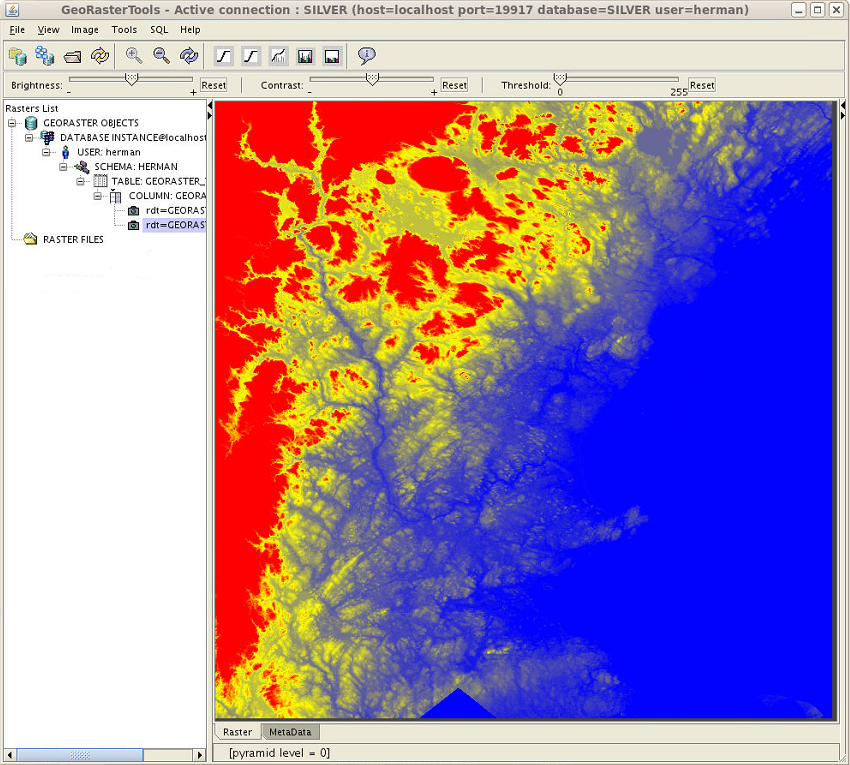 GeoRasterTools - Active connection : SILVER (host=localhost port=19917 database=SILVER user=herman)
File View Image Tools SQL Help
Brightness: - + Reset Contrast: - + Reset Threshold: 0 255 Reset
Rasters List
GEORASTER OBJECTS
DATABASE INSTANCE@localhost
USER: herman
SCHEMA: HERMAN
TABLE: GEORASTER_
COLUMN: GEORA
rdt=GEORAS
rdt=GEORAS
RASTER FILES
Raster MetaData
[pyramid level = 0]